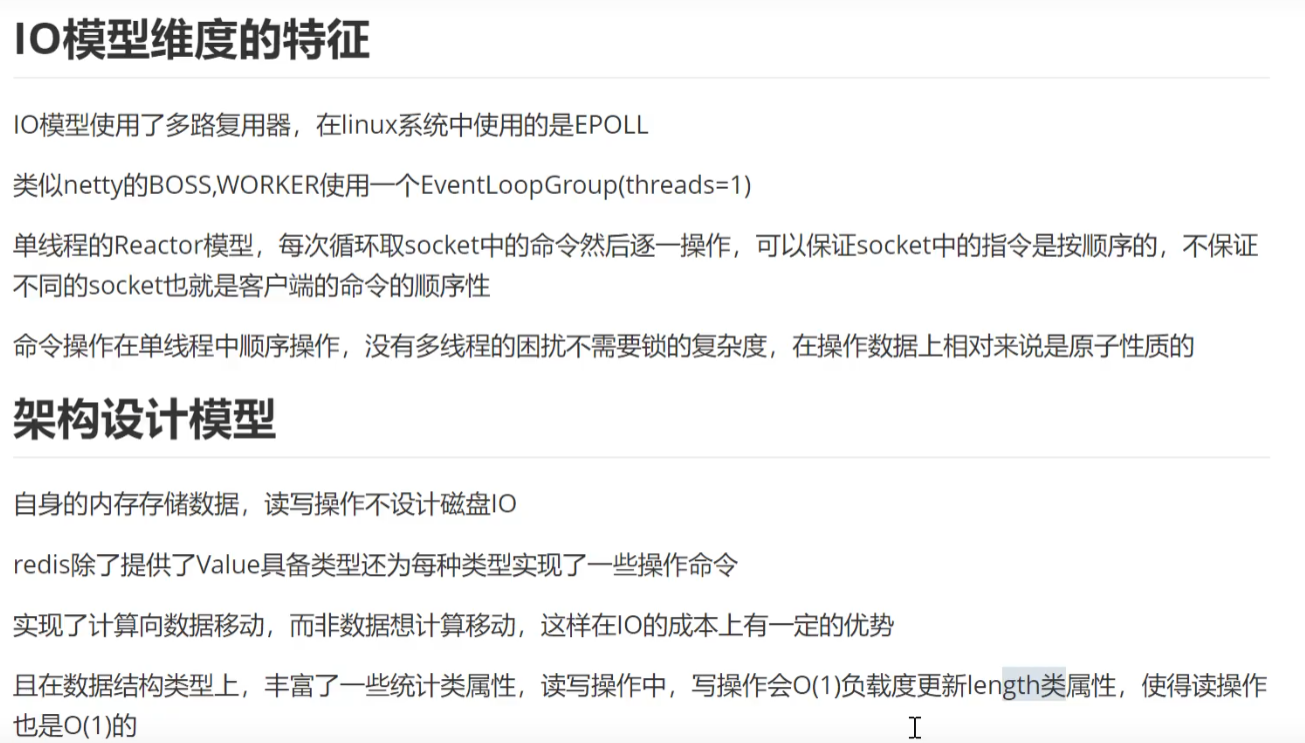 IO模型维度的特征
IO模型使用了多路复用器，在linux系统中使用的是EPOLL
类似netty的BOSS,WORKER使用一个EventLoopGroup(threads=1)
单线程的Reactor模型，每次循环取socket中的命令然后逐一操作，可以保证socket中的指令是按顺序的，不保证
不同的socket也就是客户端的命令的顺序性
命令操作在单线程中顺序操作，没有多线程的困扰不需要锁的复杂度，在操作数据上相对来说是原子性质的
架构设计模型
自身的内存存储数据，读写操作不设计磁盘IO
redis除了提供了Value具备类型还为每种类型实现了一些操作命令
实现了计算向数据移动，而非数据想计算移动，这样在IO的成本上有一定的优势
且在数据结构类型上，丰富了一些统计类属性，读写操作中，写操作会O(1)负载度更新length类属性，使得读操作
也是O(1)的